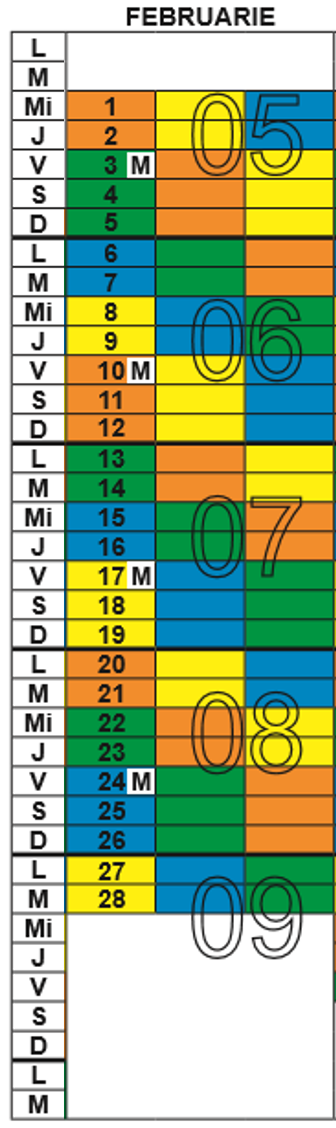 FEBRUARIE
L
M
Mi 1
J 2
V 3 M
S 4
D 5
05
L 6
M 7
Mi 8
J 9
V 10 M
S 11
D 12
06
L 13
M 14
Mi 15
J 16
V 17 M
S 18
D 19
07
L 20
M 21
Mi 22
J 23
V 24 M
S 25
D 26
08
L 27
M 28
Mi
J
V
S
D
09
L
M